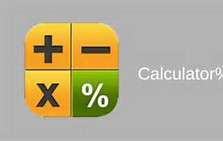 + −
x %
Calculator%